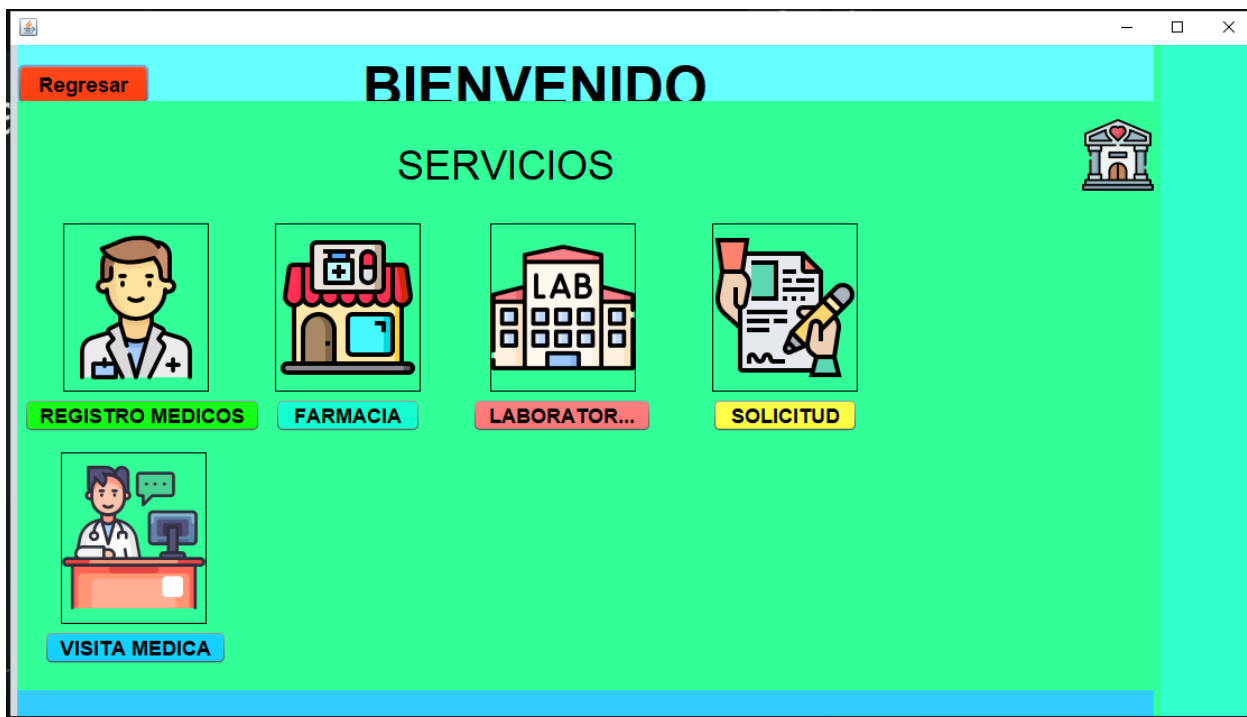 Regresar
BIENVENIDO
SERVICIOS
LAB
REGISTRO MEDICOS
FARMACIA
LABORATOR...
SOLICITUD
VISITA MEDICA